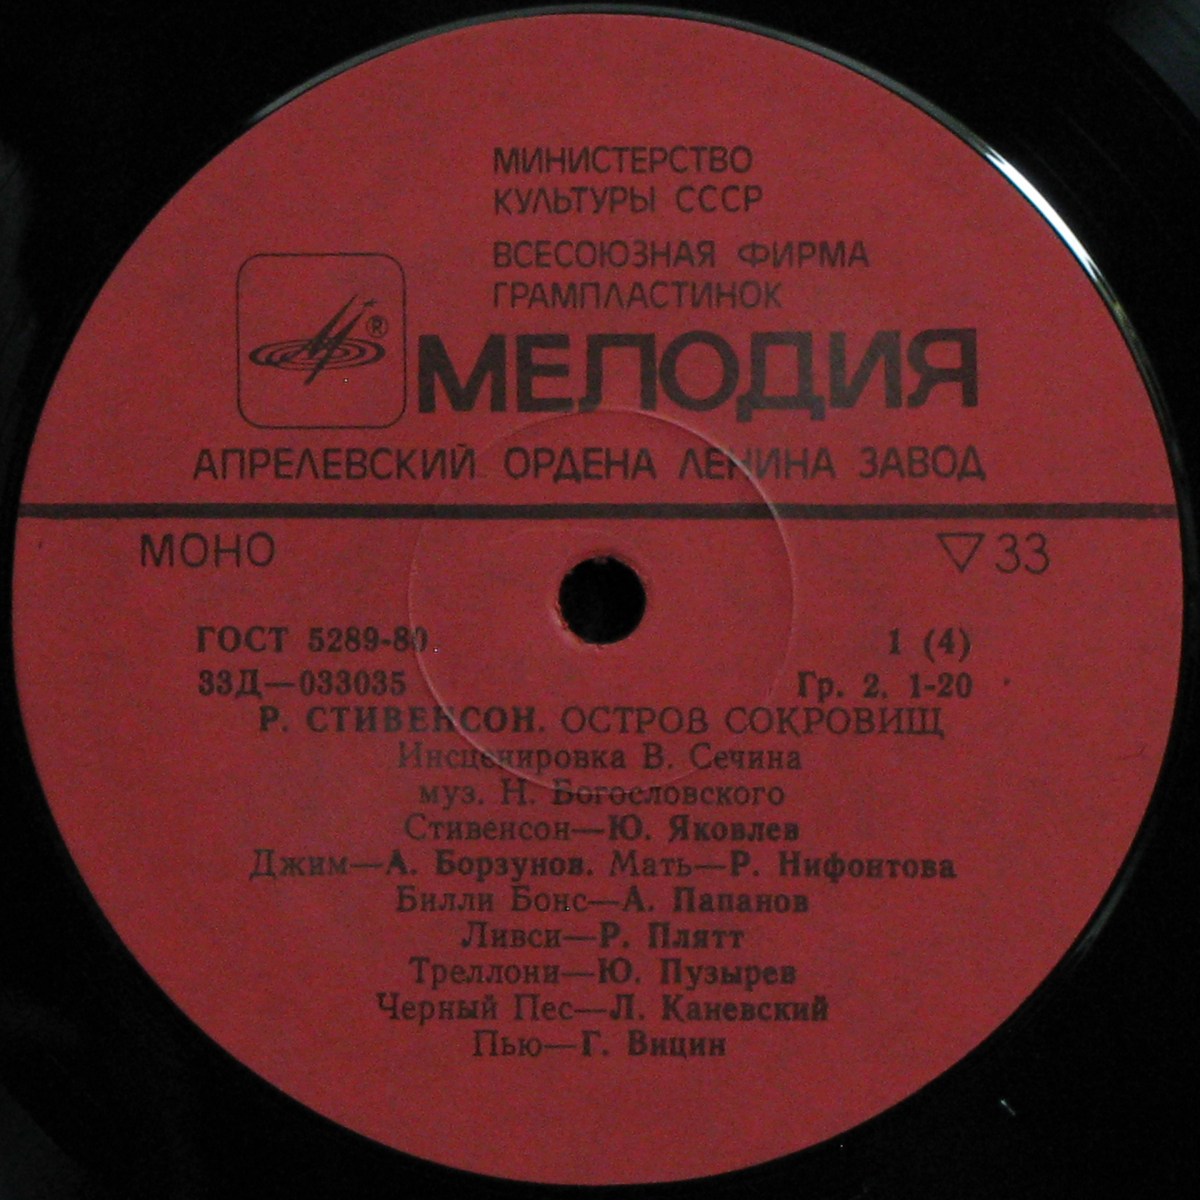 МИНИСТЕРСТВО
КУЛЬТУРЫ СССР
ВСЕСОЮЗНАЯ ФИРМА
ГРАМПЛАСТИНОК
®
МЕЛОДИЯ
АПРЕЛЕВСКИЙ ОРДЕНА ЛЕНИНА ЗАВОД
МОНО ▽ 33
ГОСТ 5289-80 1 (4)
33Д—033035 Гр. 2. 1-20
Р. СТИВЕНСОН. ОСТРОВ СОКРОВИЩ
Инсценировка В. Сечина
муз. Н. Богословского
Стивенсон—Ю. Яковлев
Джим—А. Борзунов. Мать—Р. Нифонтова
Билли Бонс—А. Папанов
Ливси—Р. Плятт
Треллони—Ю. Пузырев
Черный Пес—Л. Каневский
Пью—Г. Вицин